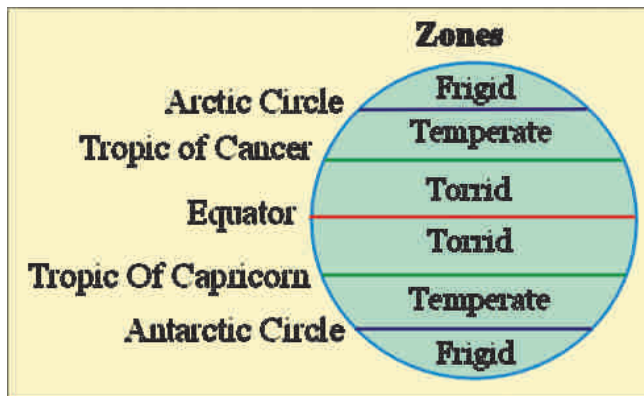 Zones
Frigid
Arctic Circle
Temperate
Tropic of Cancer
Torrid
Equator
Torrid
Tropic Of Capricorn
Temperate
Antarctic Circle
Frigid